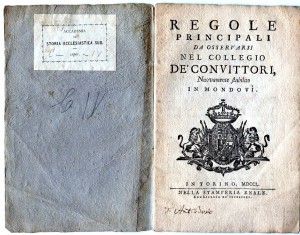 STORIA ECCLESIASTICA SUB.
REGOLE
PRINCIPALI
DA OSSERVARSI
NEL COLLEGIO
DE' CONVITTORI,
Nuovamente stabilito
IN MONDOVÌ.
IN TORINO, MDCCL.
NELLA STAMPERIA REALE.